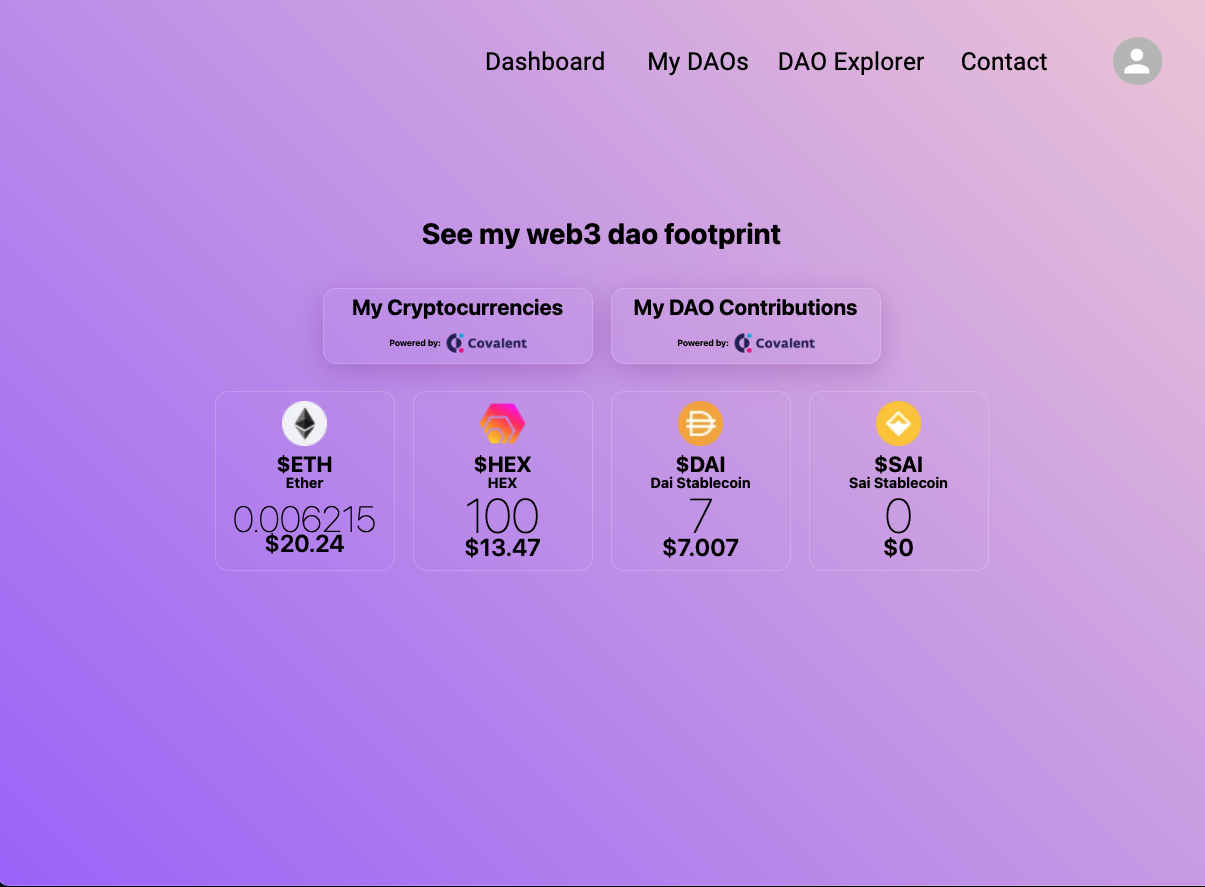 Dashboard My DAOs DAO Explorer Contact
See my web3 dao footprint
My Cryptocurrencies
Powered by: Covalent
My DAO Contributions
Powered by: Covalent
$ETH
Ether
0.006215
$20.24
$HEX
HEX
100
$13.47
$DAI
Dai Stablecoin
7
$7.007
$SAI
Sai Stablecoin
0
$0